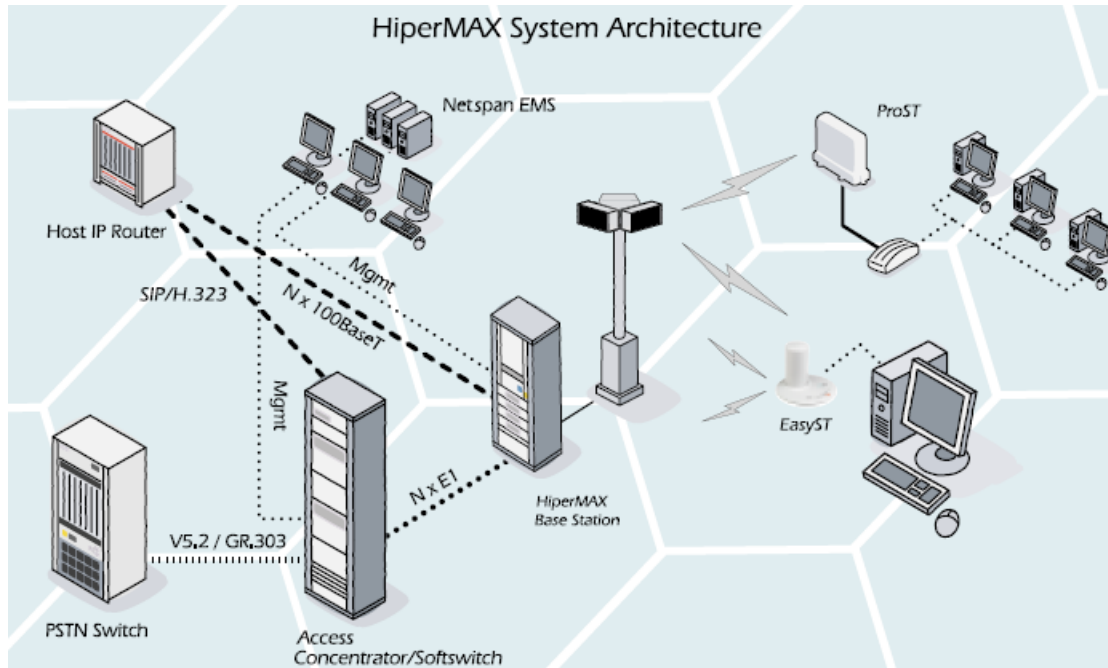 HiperMAX System Architecture
Netspan EMS
ProST
Host IP Router
Mgmt
SIP/H.323
N x 100BaseT
Mgmt
EasyST
N x E1
HiperMAX
Base Station
V5.2 / GR.303
PSTN Switch
Access
Concentrator/Softswitch